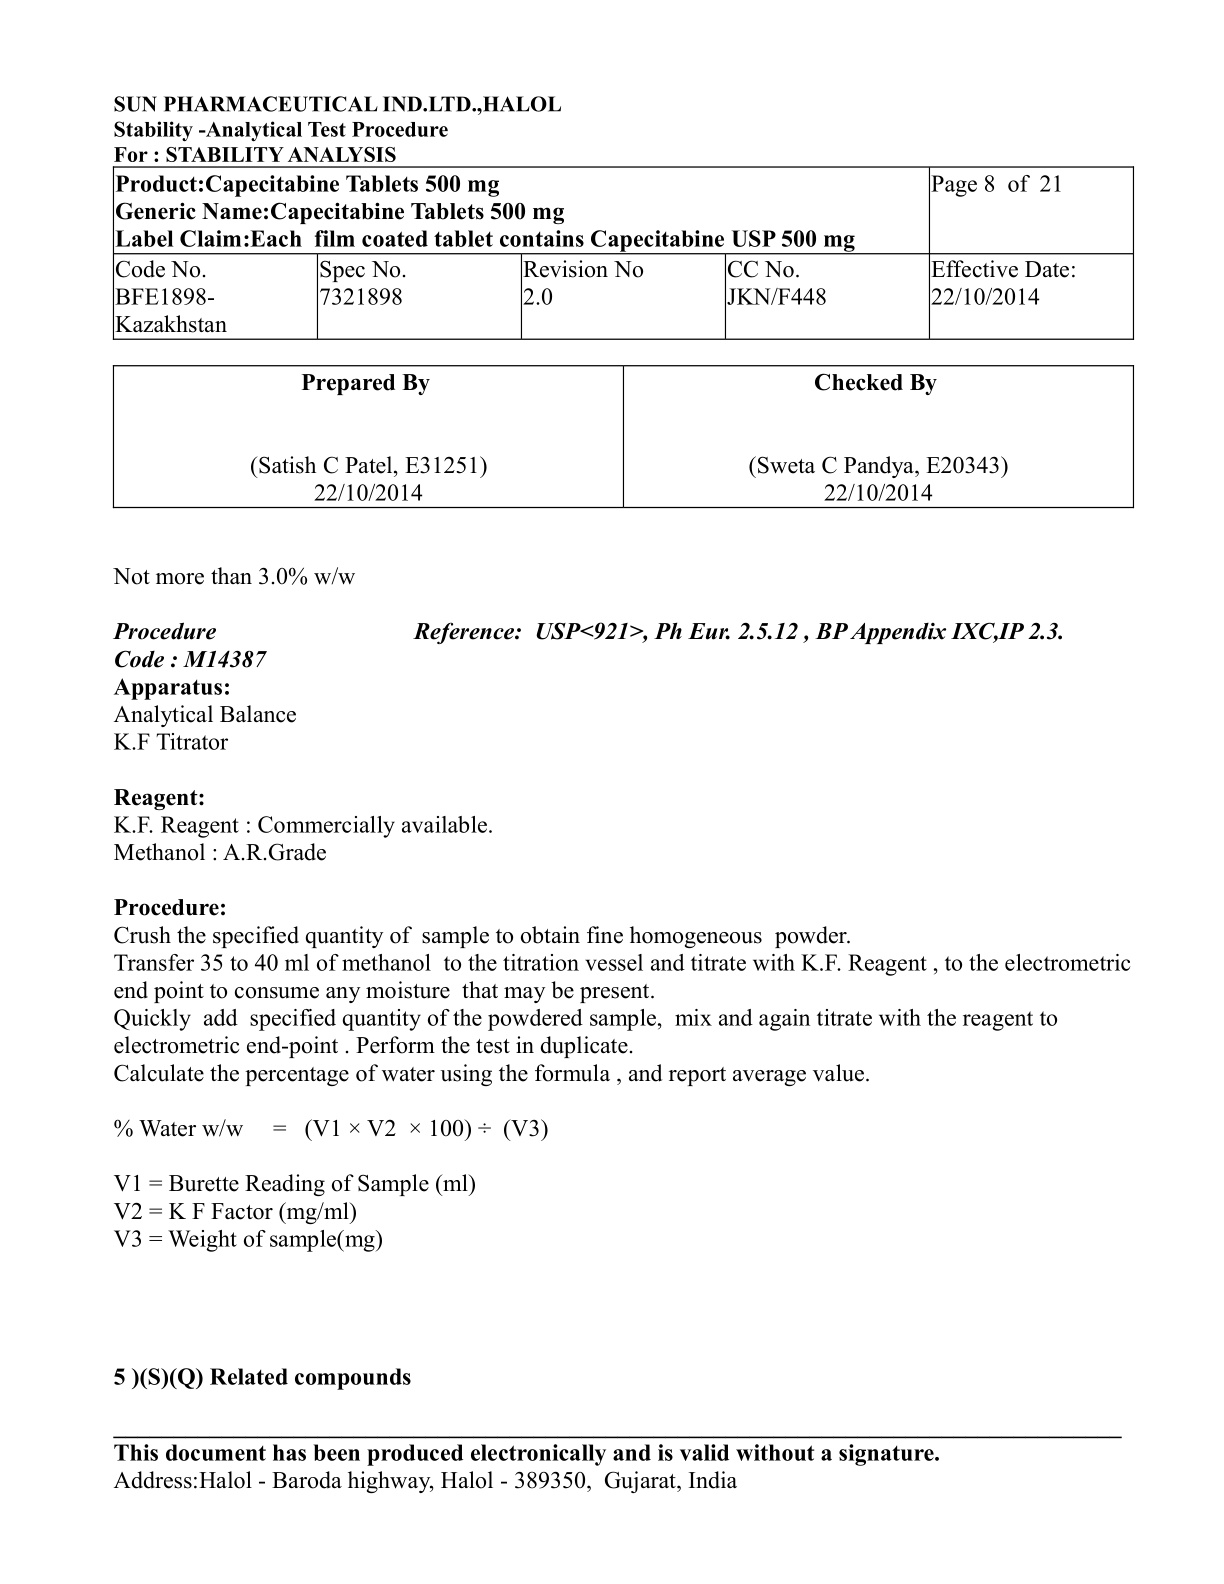 SUN PHARMACEUTICAL IND.LTD.,HALOL
Stability -Analytical Test Procedure
For : STABILITY ANALYSIS
Product:Capecitabine Tablets 500 mg
Generic Name:Capecitabine Tablets 500 mg
Label Claim:Each film coated tablet contains Capecitabine USP 500 mg
Page 8 of 21
Code No.
BFE1898-
Kazakhstan
Spec No.
7321898
Revision No
2.0
CC No.
JKN/F448
Effective Date:
22/10/2014
Prepared By
(Satish C Patel, E31251)
22/10/2014
Checked By
(Sweta C Pandya, E20343)
22/10/2014
Not more than 3.0% w/w
Procedure Reference: USP<921>, Ph Eur. 2.5.12 , BP Appendix IXC,IP 2.3.
Code : M14387
Apparatus:
Analytical Balance
K.F Titrator
Reagent:
K.F. Reagent : Commercially available.
Methanol : A.R.Grade
Procedure:
Crush the specified quantity of sample to obtain fine homogeneous powder.
Transfer 35 to 40 ml of methanol to the titration vessel and titrate with K.F. Reagent , to the electrometric
end point to consume any moisture that may be present.
Quickly add specified quantity of the powdered sample, mix and again titrate with the reagent to
electrometric end-point . Perform the test in duplicate.
Calculate the percentage of water using the formula , and report average value.
% Water w/w = (V1 × V2 × 100) ÷ (V3)
V1 = Burette Reading of Sample (ml)
V2 = K F Factor (mg/ml)
V3 = Weight of sample(mg)
5 )(S)(Q) Related compounds
This document has been produced electronically and is valid without a signature.
Address:Halol - Baroda highway, Halol - 389350, Gujarat, India